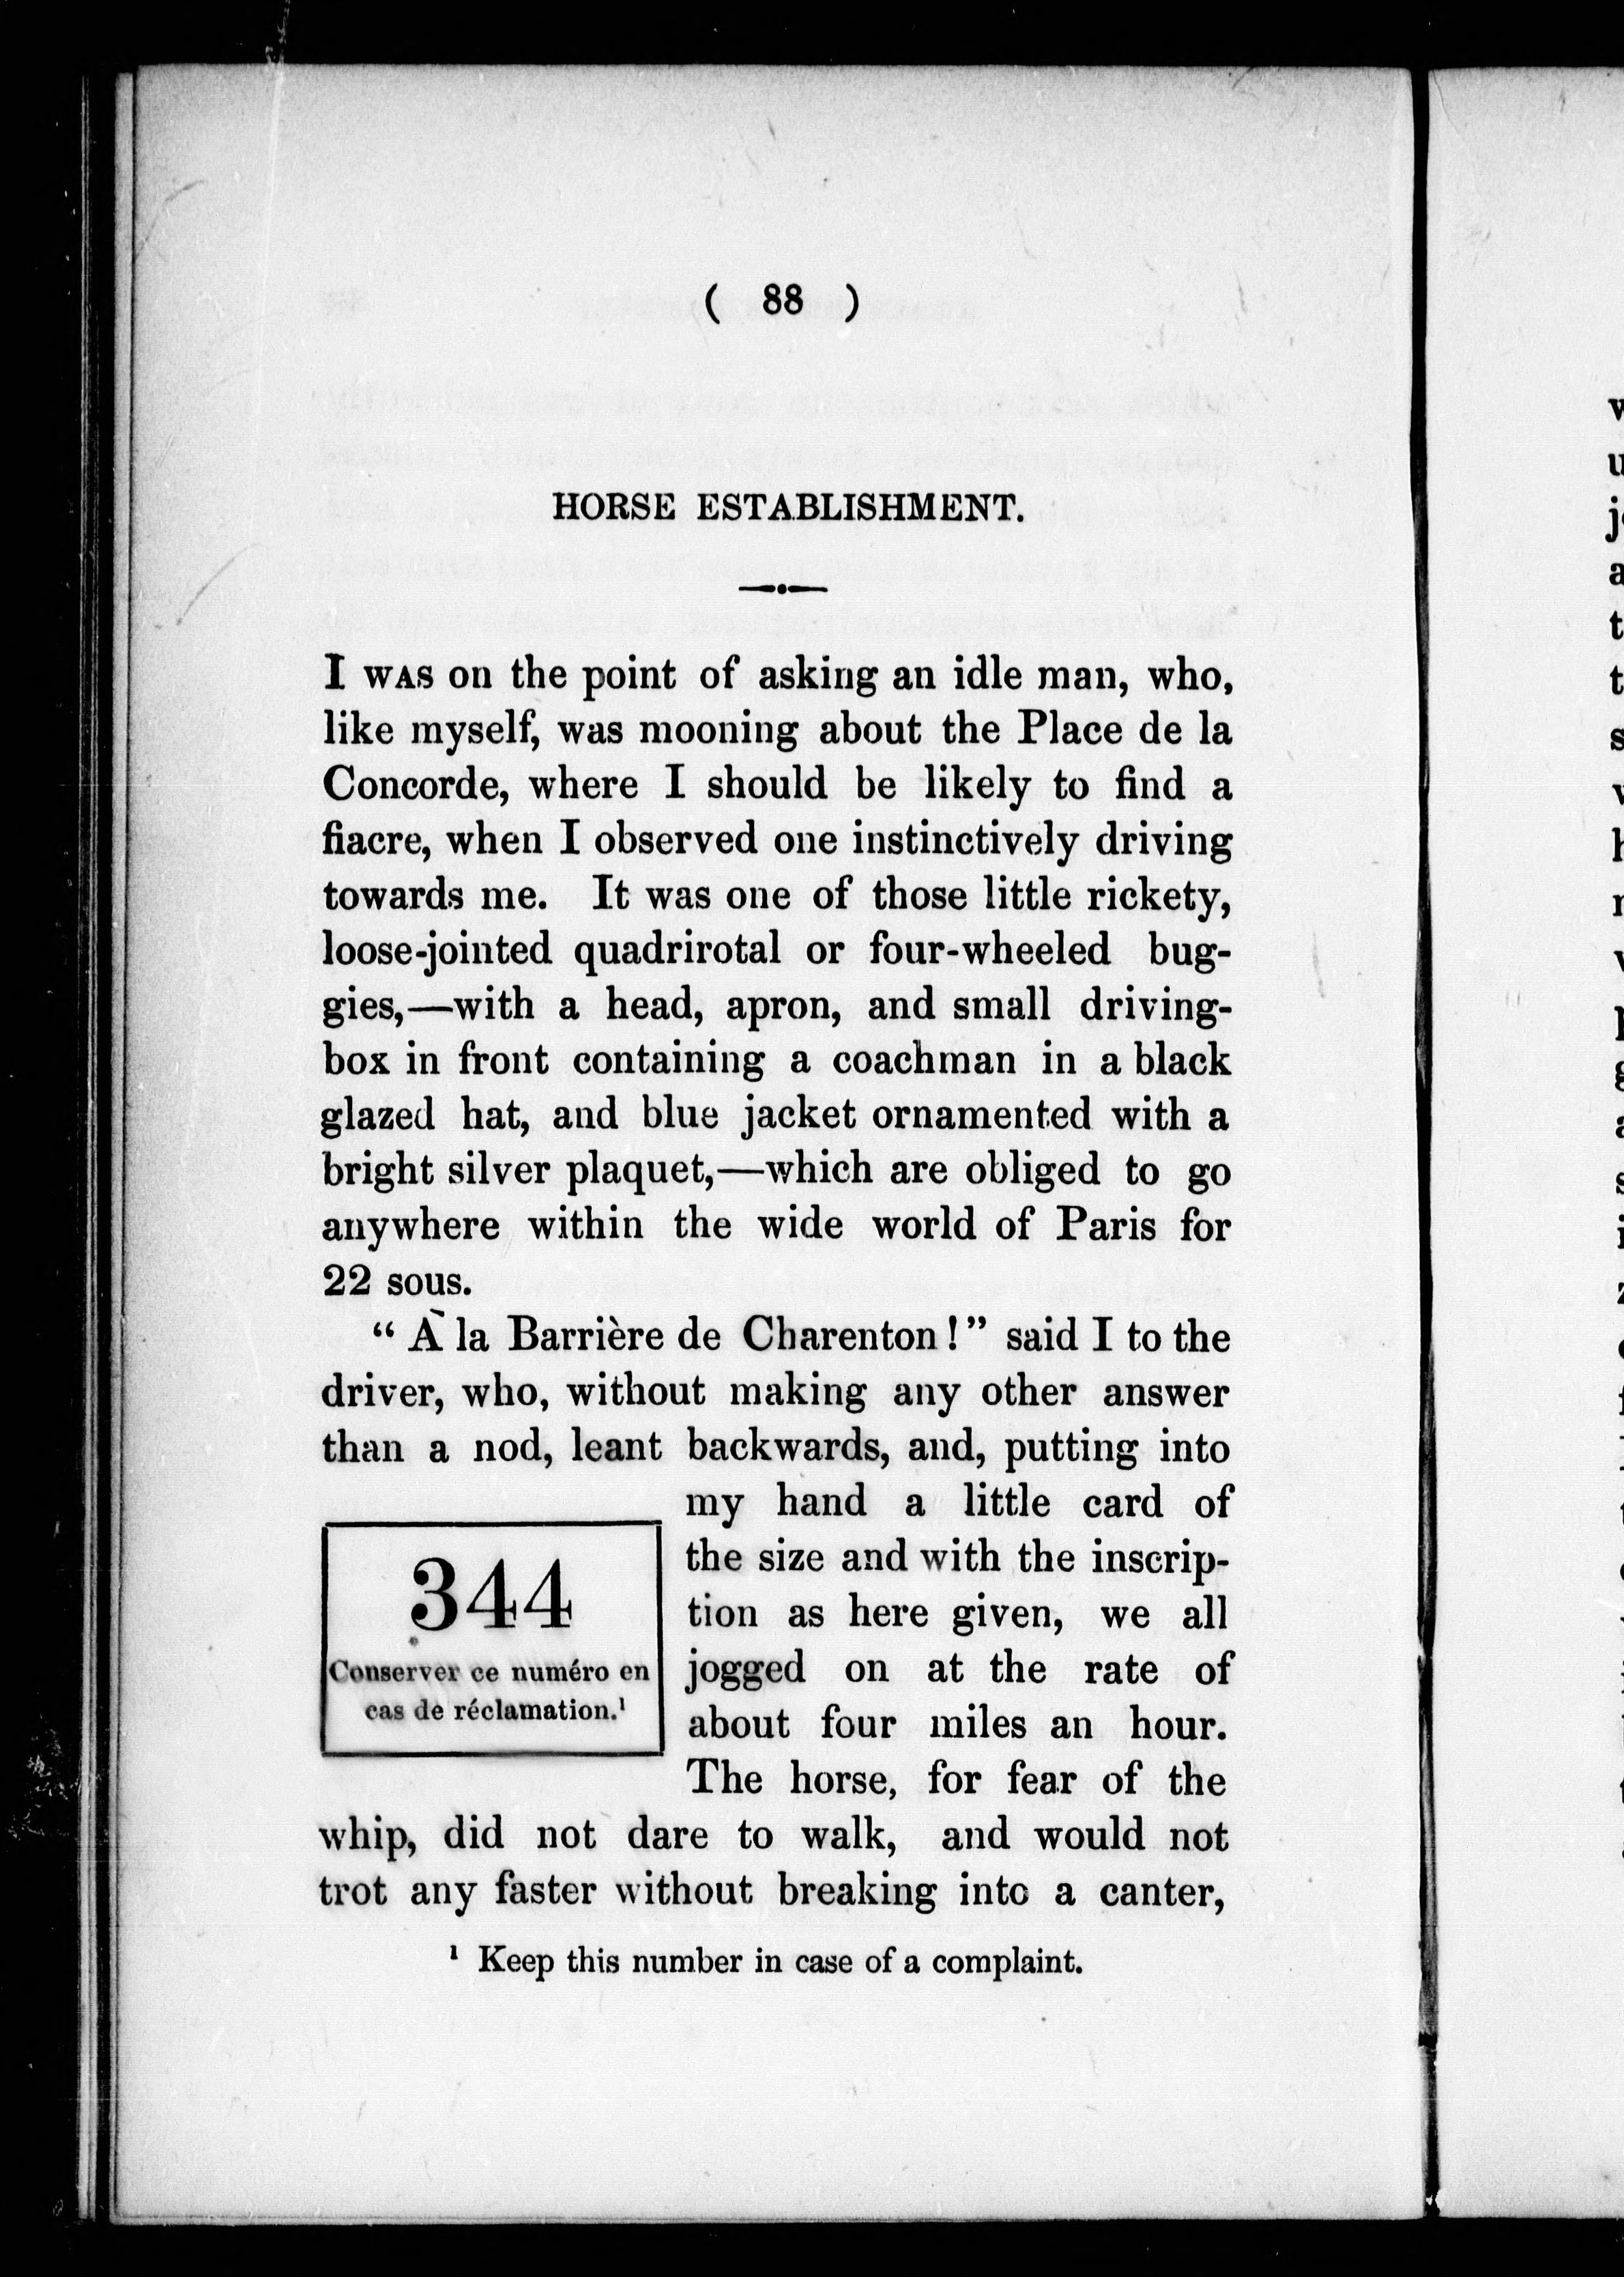 ( 88 )
HORSE ESTABLISHMENT.
I WAS on the point of asking an idle man, who,
like myself, was mooning about the Place de la
Concorde, where I should be likely to find a
fiacre, when I observed one instinctively driving
towards me. It was one of those little rickety,
loose-jointed quadrirotal or four-wheeled bug-
gies,—with a head, apron, and small driving-
box in front containing a coachman in a black
glazed hat, and blue jacket ornamented with a
bright silver plaquet,—which are obliged to go
anywhere within the wide world of Paris for
22 sous.
“ À la Barrière de Charenton ! ” said I to the
driver, who, without making any other answer
than a nod, leant backwards, and, putting into
my hand a little card of
the size and with the inscrip-
tion as here given, we all
jogged on at the rate of
about four miles an hour.
The horse, for fear of the
344
Conserver ce numéro en
cas de réclamation.¹
whip, did not dare to walk, and would not
trot any faster without breaking into a canter,
¹ Keep this number in case of a complaint.